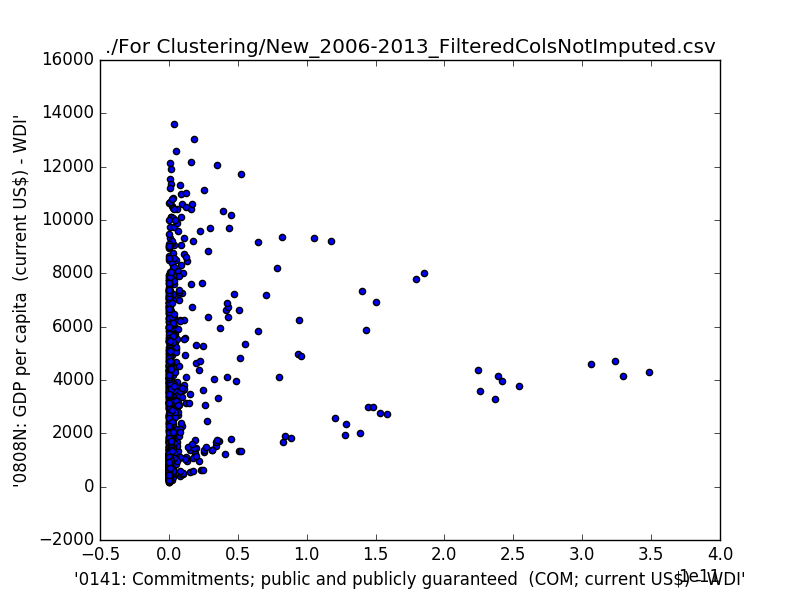 ./For Clustering/New_2006-2013_FilteredColsNotImputed.csv
16000
14000
12000
10000
8000
6000
4000
2000
0
−2000
'0808N: GDP per capita  (current US$) - WDI'
−0.5 0.0 0.5 1.0 1.5 2.0 2.5 3.0 3.5 4.0
1e11
'0141: Commitments; public and publicly guaranteed  (COM; current US$) - WDI'